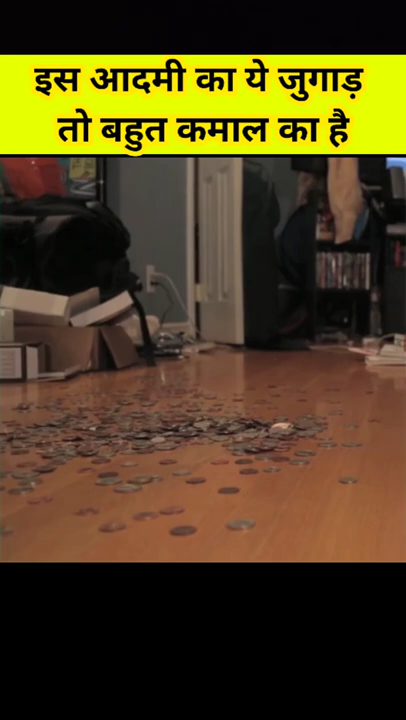 इस आदमी का ये जुगाड़
तो बहुत कमाल का है